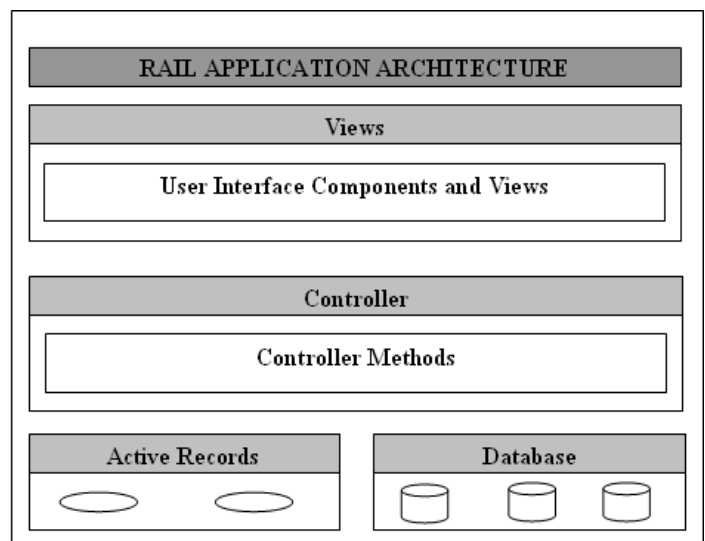 RAIL APPLICATION ARCHITECTURE
Views
User Interface Components and Views
Controller
Controller Methods
Active Records
Database